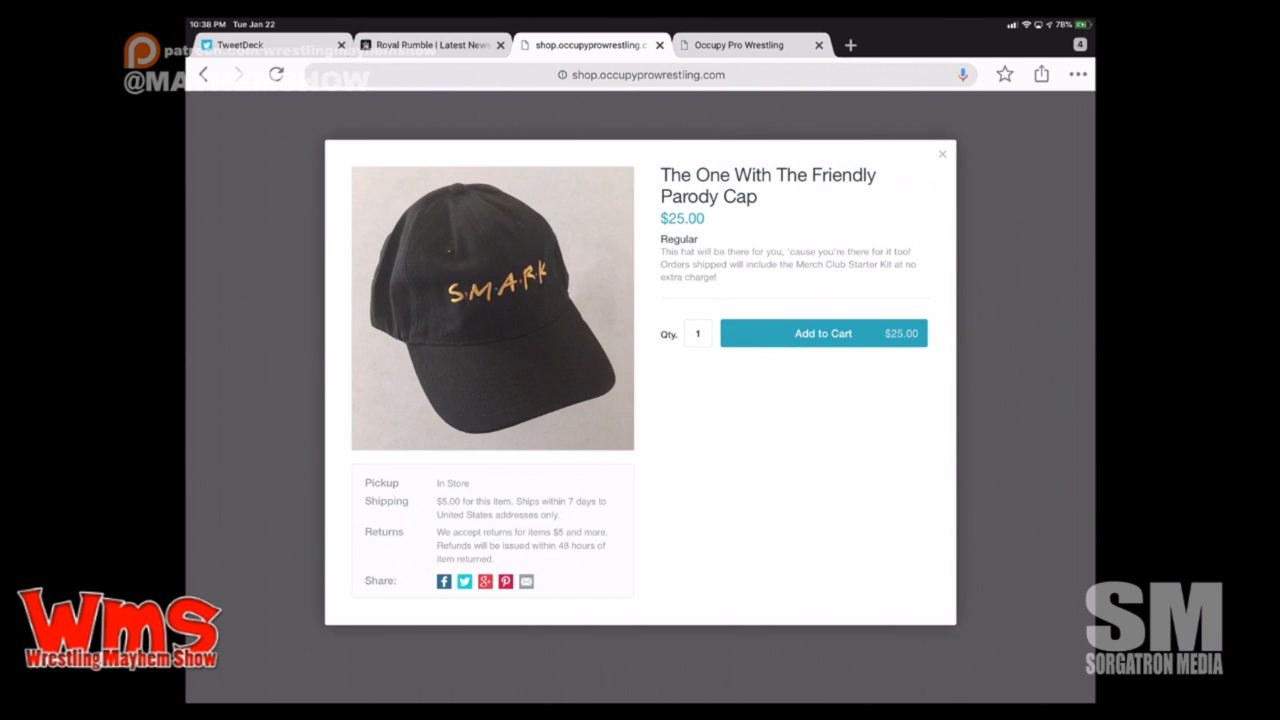 10:38 PM Tue Jan 22
78%
TweetDeck
Royal Rumble | Latest News
shop.occupyprowrestling.c
Occupy Pro Wrestling
4
patreon.com/wrestlingmayhemshow
@MAYHEMSHOW
shop.occupyprowrestling.com
The One With The Friendly
Parody Cap
$25.00
Regular
This hat will be there for you, 'cause you're there for it too!
Orders shipped will include the Merch Club Starter Kit at no
extra charge!
Qty. 1 Add to Cart $25.00
S•M•A•R•K
Pickup In Store
Shipping $5.00 for this item. Ships within 7 days to
United States addresses only.
Returns We accept returns for items $5 and more.
Refunds will be issued within 48 hours of
item returned.
Share:
WmS
Wrestling Mayhem Show
SM
SORGATRON MEDIA